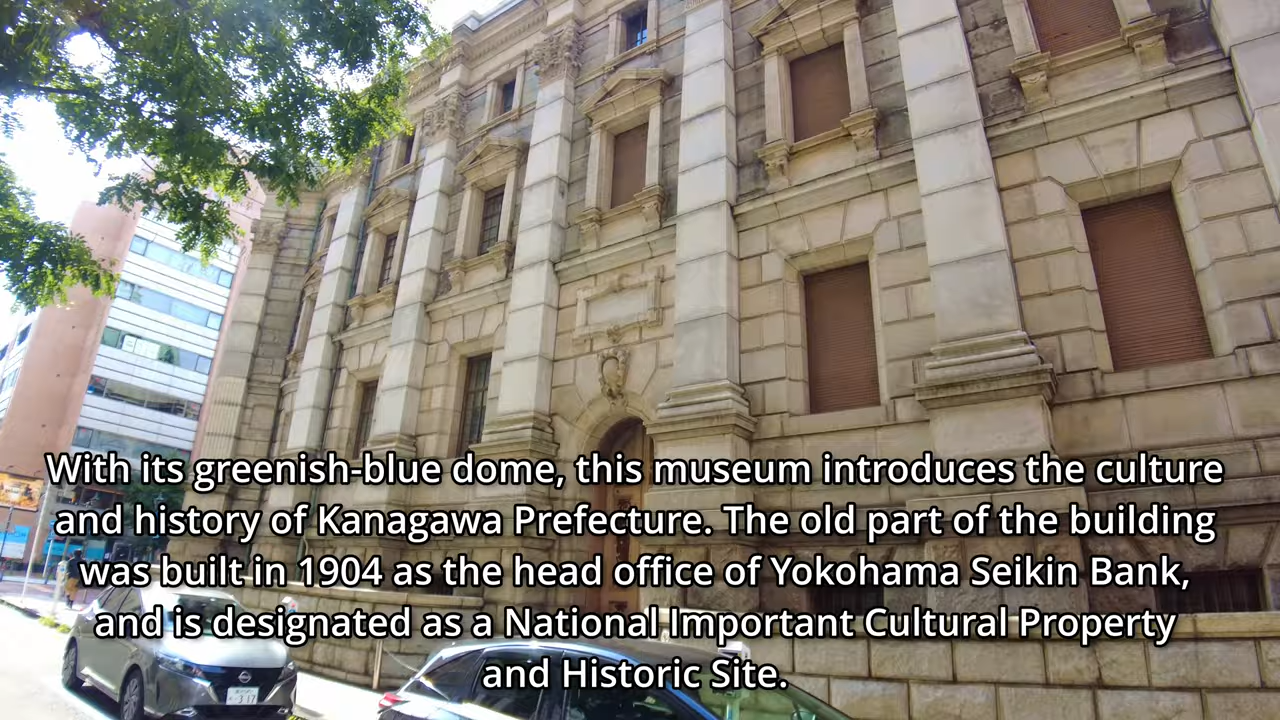 With its greenish-blue dome, this museum introduces the culture
and history of Kanagawa Prefecture. The old part of the building
was built in 1904 as the head office of Yokohama Seikin Bank,
and is designated as a National Important Cultural Property
and Historic Site.